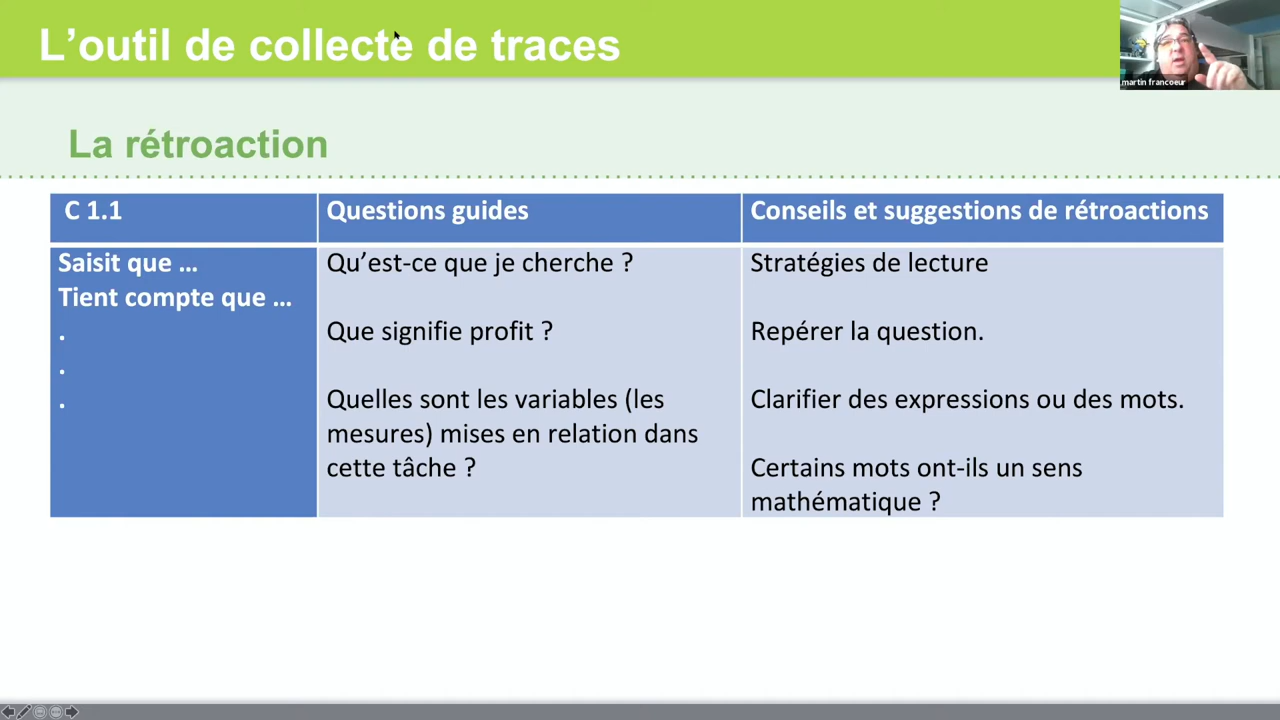 L’outil de collecte de traces
martin francoeur
La rétroaction
C 1.1
Questions guides
Conseils et suggestions de rétroactions
Saisit que …
Tient compte que …
.
.
.
Qu’est-ce que je cherche ?
Que signifie profit ?
Quelles sont les variables (les
mesures) mises en relation dans
cette tâche ?
Stratégies de lecture
Repérer la question.
Clarifier des expressions ou des mots.
Certains mots ont-ils un sens
mathématique ?